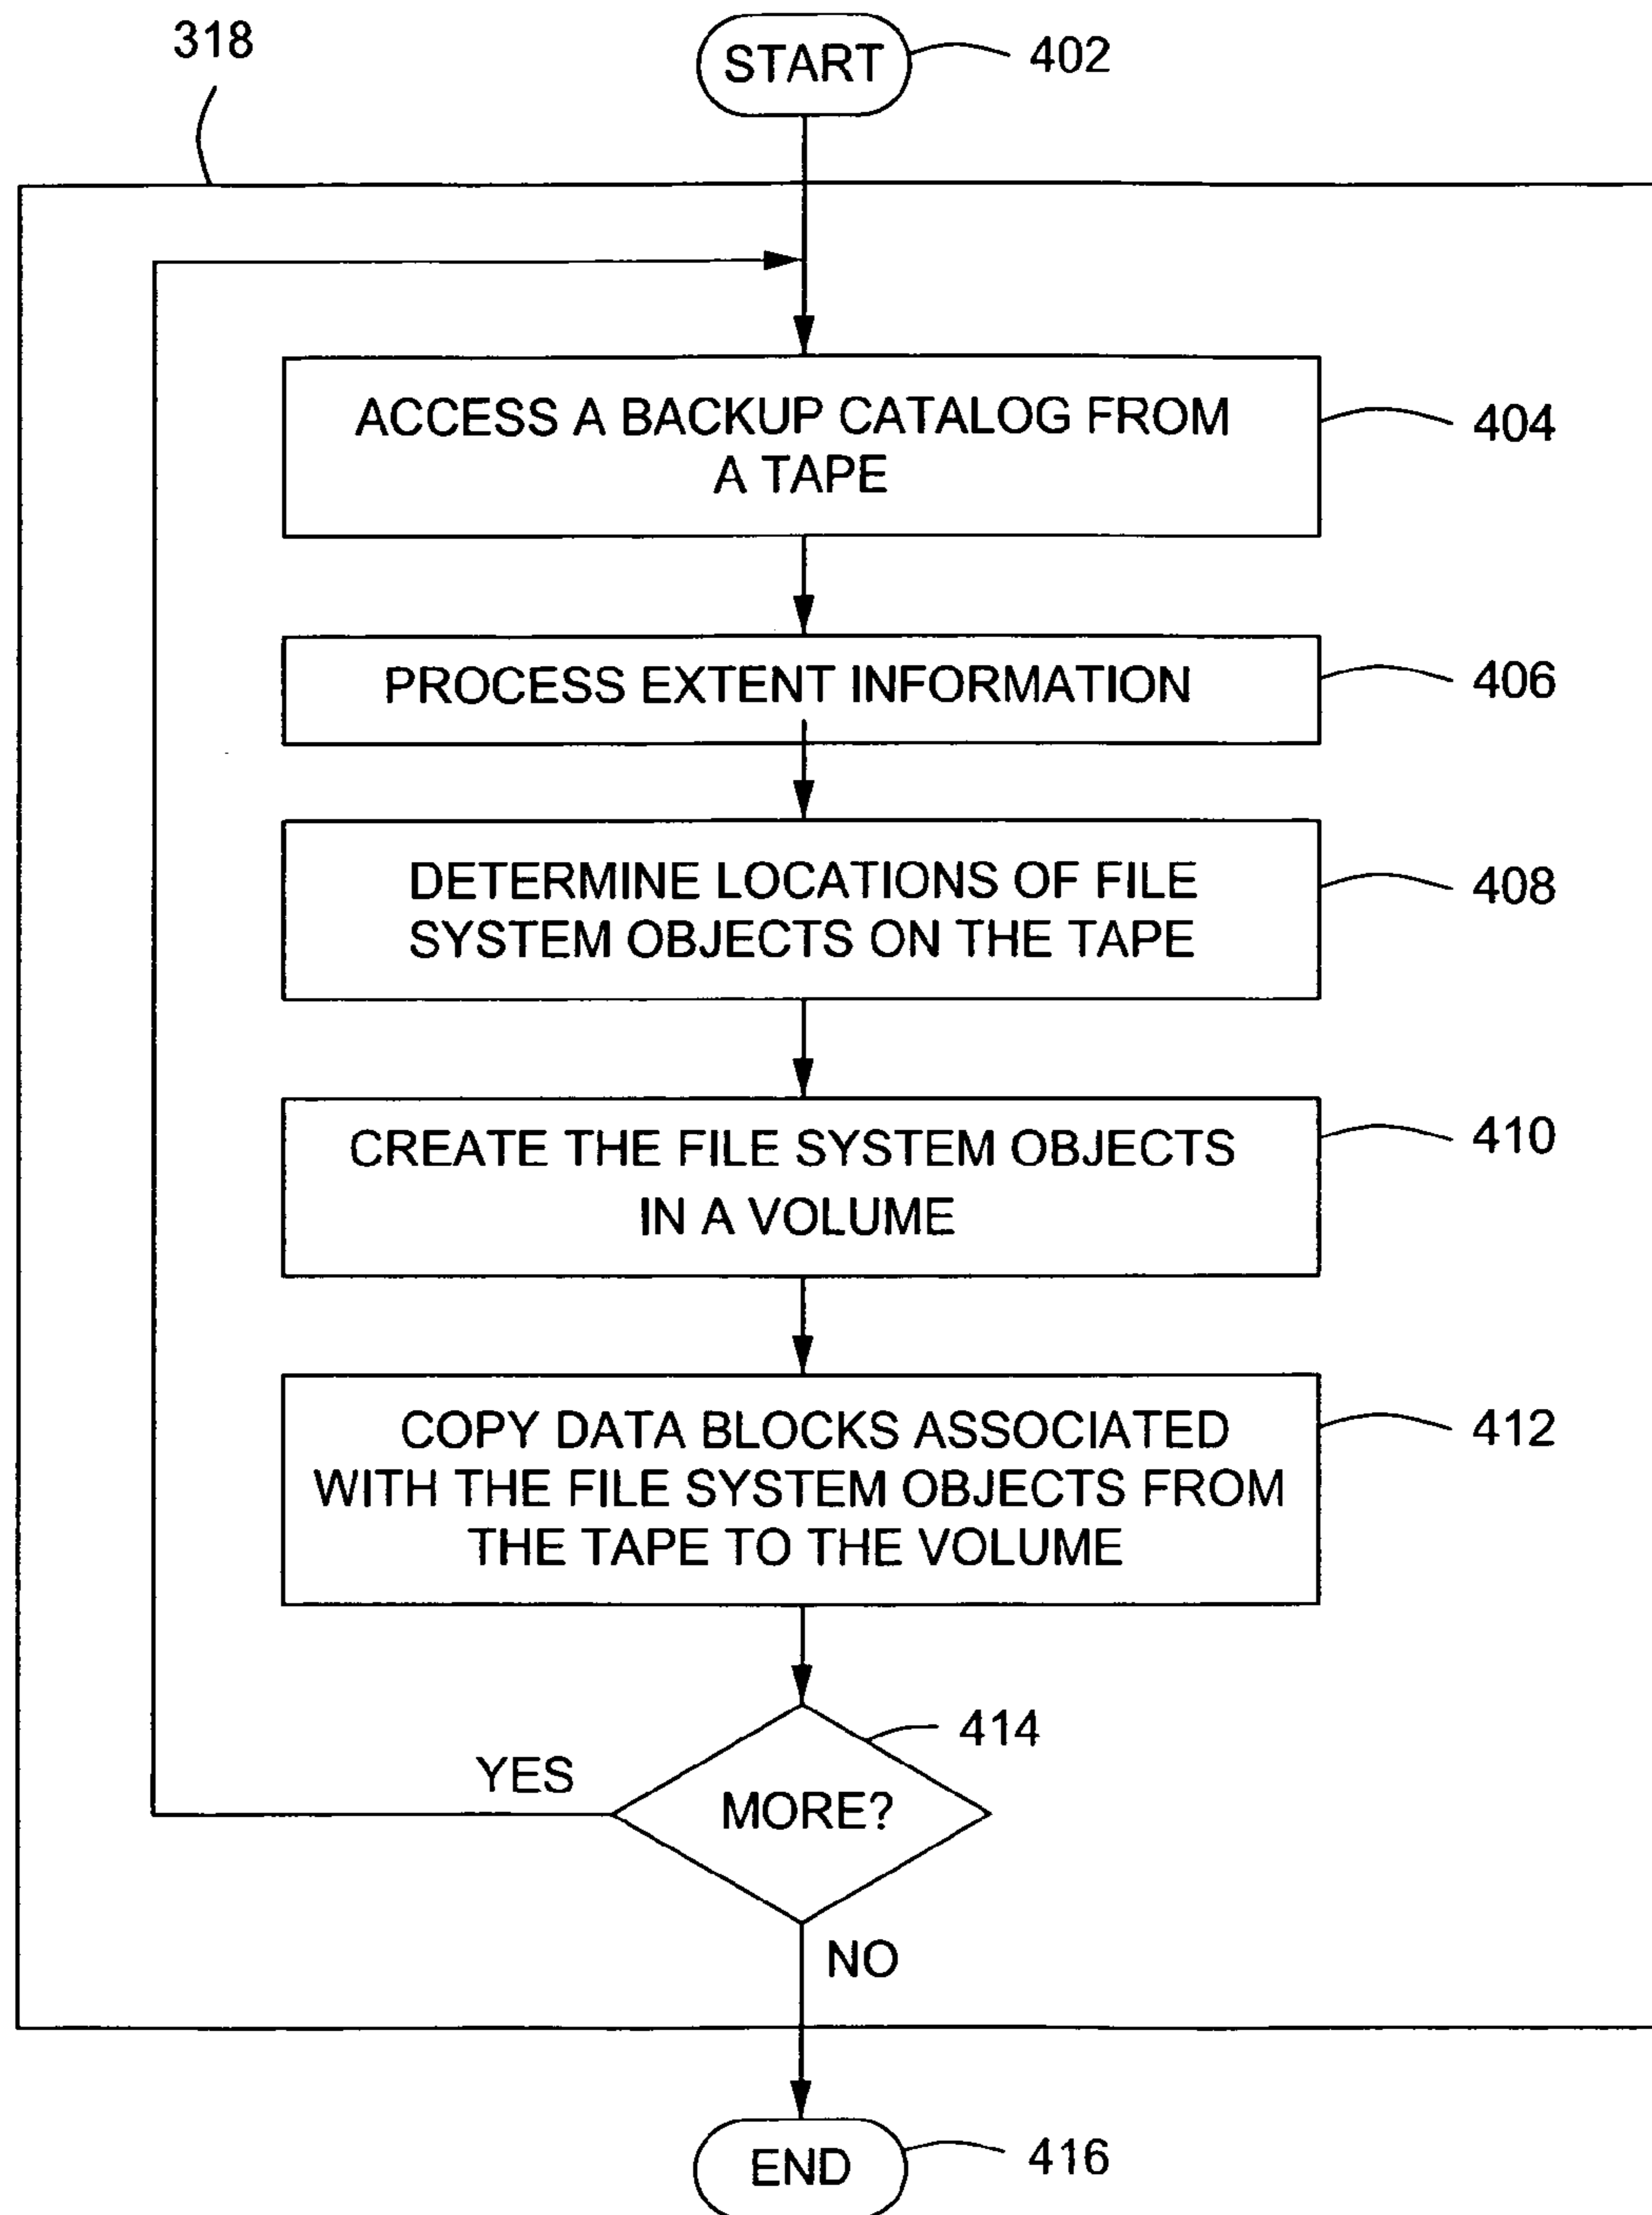 318
START
402
ACCESS A BACKUP CATALOG FROM
A TAPE
404
PROCESS EXTENT INFORMATION
406
DETERMINE LOCATIONS OF FILE
SYSTEM OBJECTS ON THE TAPE
408
CREATE THE FILE SYSTEM OBJECTS
IN A VOLUME
410
COPY DATA BLOCKS ASSOCIATED
WITH THE FILE SYSTEM OBJECTS FROM
THE TAPE TO THE VOLUME
412
414
YES
MORE?
NO
END
416